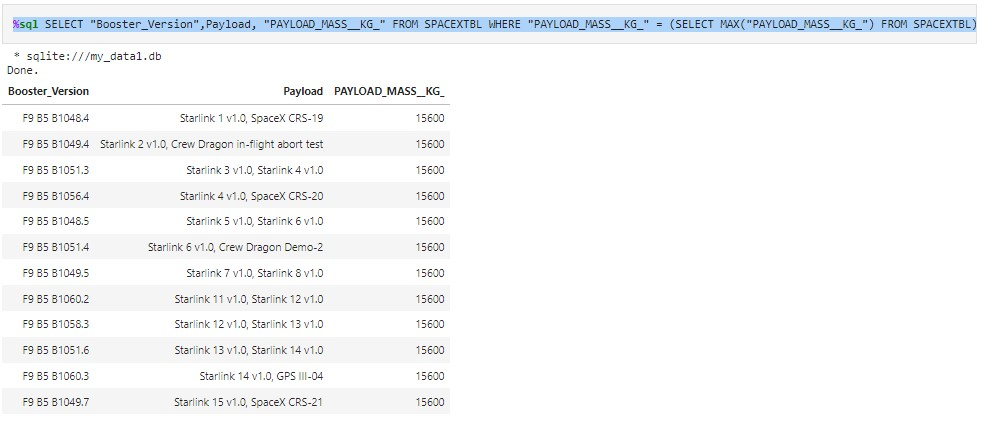 %sql SELECT "Booster_Version",Payload, "PAYLOAD_MASS__KG_" FROM SPACEXTBL WHERE "PAYLOAD_MASS__KG_" = (SELECT MAX("PAYLOAD_MASS__KG_") FROM SPACEXTBL)
* sqlite:///my_data1.db
Done.
Booster_Version Payload PAYLOAD_MASS__KG_
F9 B5 B1048.4 Starlink 1 v1.0, SpaceX CRS-19 15600
F9 B5 B1049.4 Starlink 2 v1.0, Crew Dragon in-flight abort test 15600
F9 B5 B1051.3 Starlink 3 v1.0, Starlink 4 v1.0 15600
F9 B5 B1056.4 Starlink 4 v1.0, SpaceX CRS-20 15600
F9 B5 B1048.5 Starlink 5 v1.0, Starlink 6 v1.0 15600
F9 B5 B1051.4 Starlink 6 v1.0, Crew Dragon Demo-2 15600
F9 B5 B1049.5 Starlink 7 v1.0, Starlink 8 v1.0 15600
F9 B5 B1060.2 Starlink 11 v1.0, Starlink 12 v1.0 15600
F9 B5 B1058.3 Starlink 12 v1.0, Starlink 13 v1.0 15600
F9 B5 B1051.6 Starlink 13 v1.0, Starlink 14 v1.0 15600
F9 B5 B1060.3 Starlink 14 v1.0, GPS III-04 15600
F9 B5 B1049.7 Starlink 15 v1.0, SpaceX CRS-21 15600